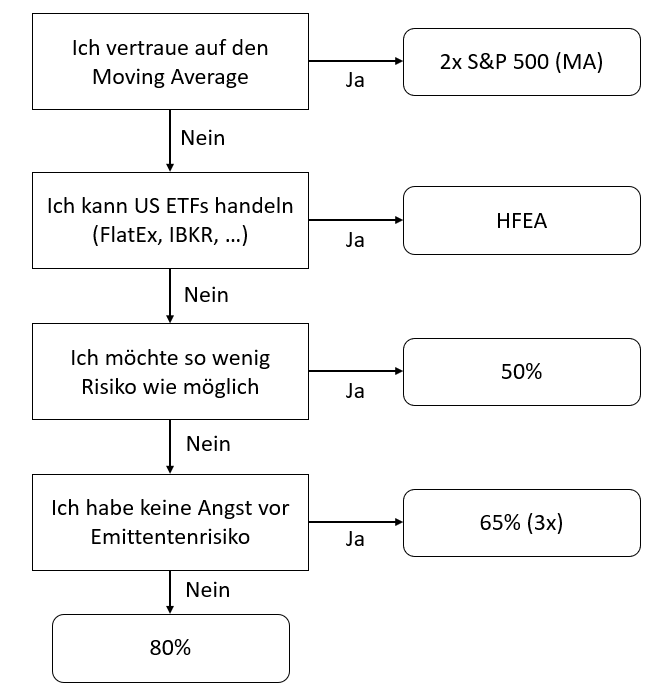 Ich vertraue auf den
Moving Average
Ja
2x S&P 500 (MA)
Nein
Ich kann US ETFs handeln
(FlatEx, IBKR, ...)
Ja
HFEA
Nein
Ich möchte so wenig
Risiko wie möglich
Ja
50%
Nein
Ich habe keine Angst vor
Emittentenrisiko
Ja
65% (3x)
Nein
80%